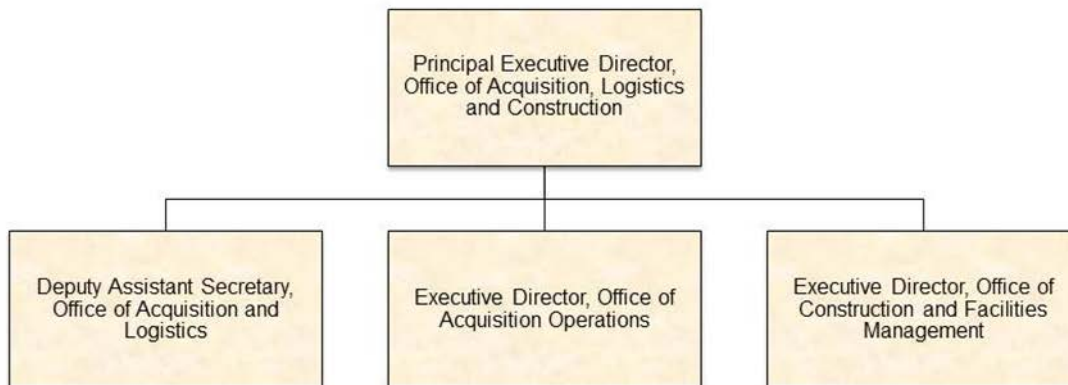 Principal Executive Director,
Office of Acquisition, Logistics
and Construction
Deputy Assistant Secretary,
Office of Acquisition and
Logistics
Executive Director, Office of
Acquisition Operations
Executive Director, Office of
Construction and Facilities
Management